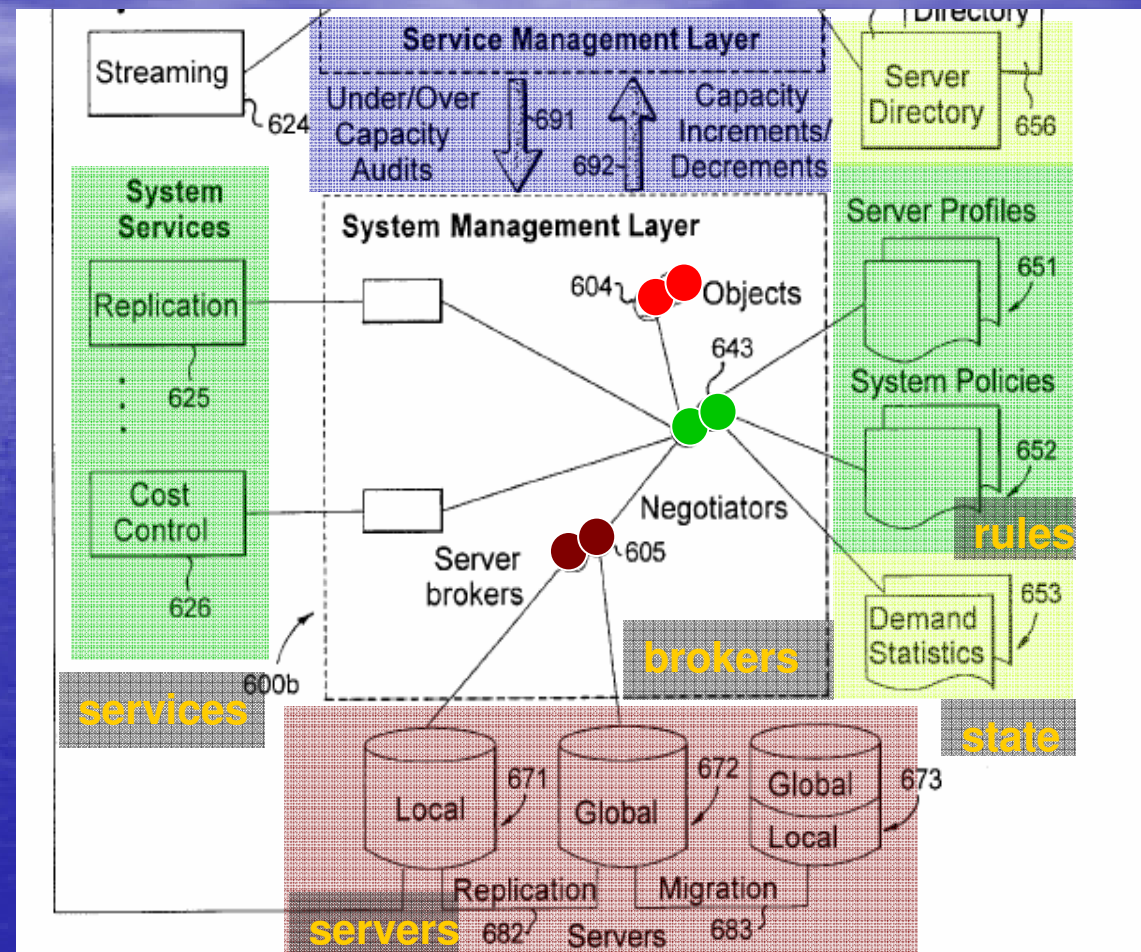 Directory
Service Management Layer
Streaming
624
Under/Over
Capacity
Audits
691
692
Capacity
Increments/
Decrements
Server
Directory
656
System
Services
Replication
625
Cost
Control
626
services
600b
System Management Layer
604
Objects
643
Negotiators
605
Server
brokers
brokers
Server Profiles
651
System Policies
652
rules
653
Demand
Statistics
state
671
Local
672
Global
673
Global
Local
Replication
Migration
682
683
servers
Servers